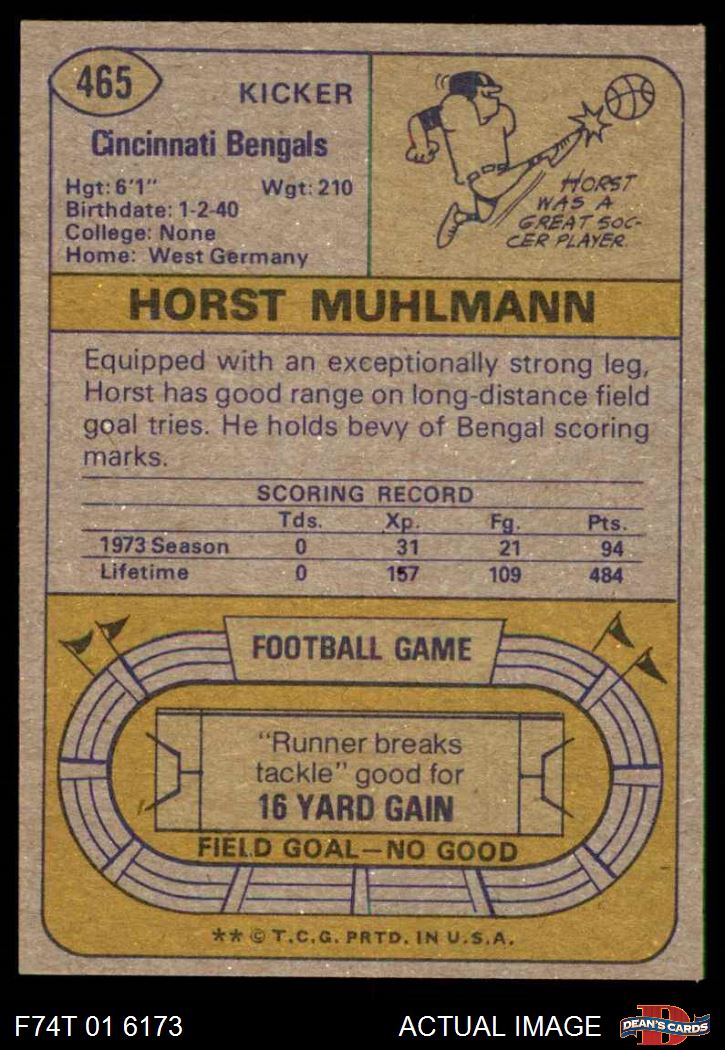 465
KICKER
Cincinnati Bengals
Hgt: 6'1" Wgt: 210
Birthdate: 1-2-40
College: None
Home: West Germany
HORST
WAS A
GREAT SOC-
CER PLAYER.
HORST MUHLMANN
Equipped with an exceptionally strong leg,
Horst has good range on long-distance field
goal tries. He holds bevy of Bengal scoring
marks.
SCORING RECORD
Tds. Xp. Fg. Pts.
1973 Season 0 31 21 94
Lifetime 0 157 109 484
FOOTBALL GAME
"Runner breaks
tackle" good for
16 YARD GAIN
FIELD GOAL—NO GOOD
** © T.C.G. PRTD. IN U.S.A.
F74T 01 6173 ACTUAL IMAGE
D
DEAN'S CARDS